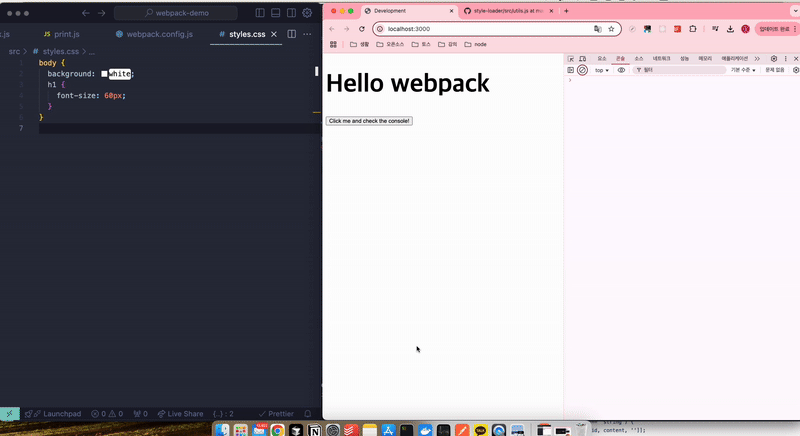 webpack-demo
.js
print.js
webpack.config.js
# styles.css
src > # styles.css > ...
1 body {
2 background: white;
3 h1 {
4 font-size: 60px;
5 }
6 }
7
Launchpad
0 0
0
Live Share
{..} : 2
Prettier
Development
style-loader/src/utils.js at m
localhost:3000
업데이트 완료
생활
오픈소스
토스
강의
node
Hello webpack
Click me and check the console!
요소
콘솔
소스
네트워크
성능
메모리
애플리케이션
top
필터
기본 수준
문제 없음
string ) {
id, content, ""]];